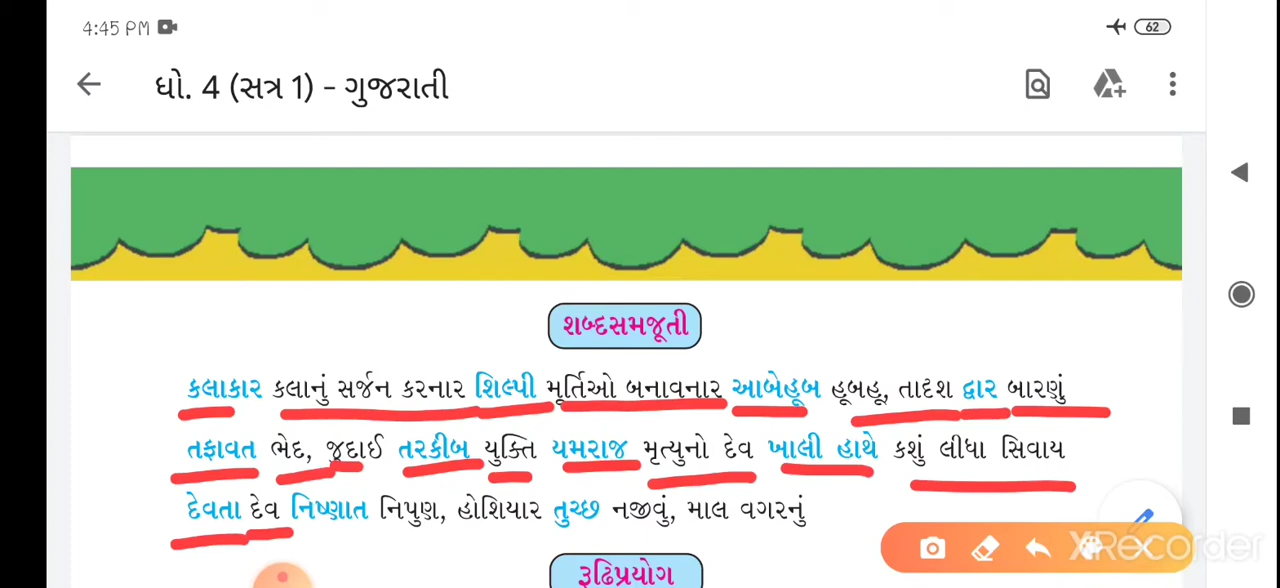 4:45 PM 62
ધો. 4 (સત્ર 1) - ગુજરાતી
શબ્દસમજૂતી
કલાકાર કલાનું સર્જન કરનાર શિલ્પી મૂર્તિઓ બનાવનાર આબેહૂબ હૂબહૂ, તાદશ દ્વાર બારણું
તફાવત ભેદ, જૂદાઈ તરકીબ યુક્તિ યમરાજ મૃત્યુનો દેવ ખાલી હાથે કશું લીધા સિવાય
દેવતા દેવ નિષ્ણાત નિપુણ, હોશિયાર તુચ્છ નજીવું, માલ વગરનું
XRecorder
રૂઢિપ્રયોગ